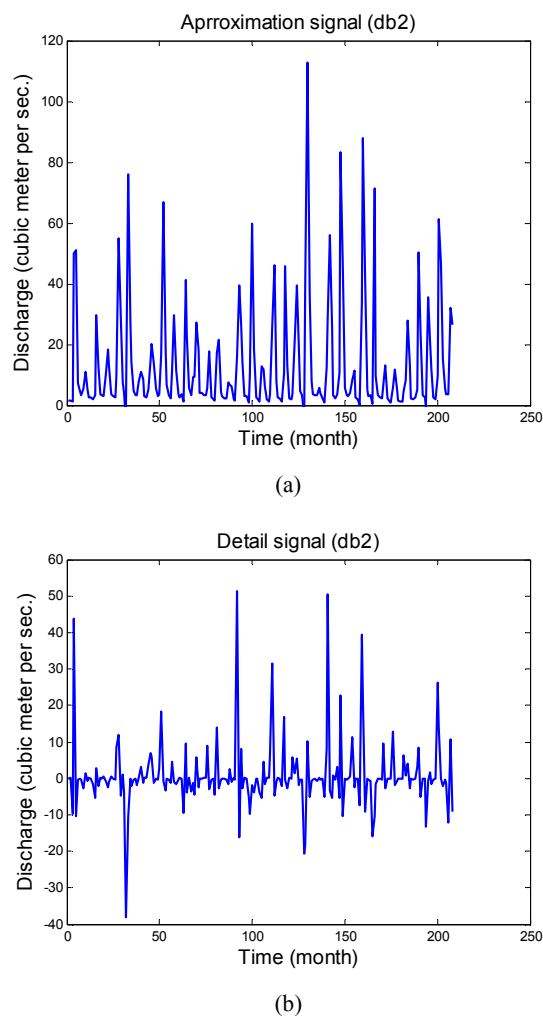 Aprroximation signal (db2)
120
100
80
60
40
20
0
Discharge (cubic meter per sec.)
0 50 100 150 200 250
Time (month)
(a)
Detail signal (db2)
60
50
40
30
20
10
0
-10
-20
-30
-40
Discharge (cubic meter per sec.)
0 50 100 150 200 250
Time (month)
(b)